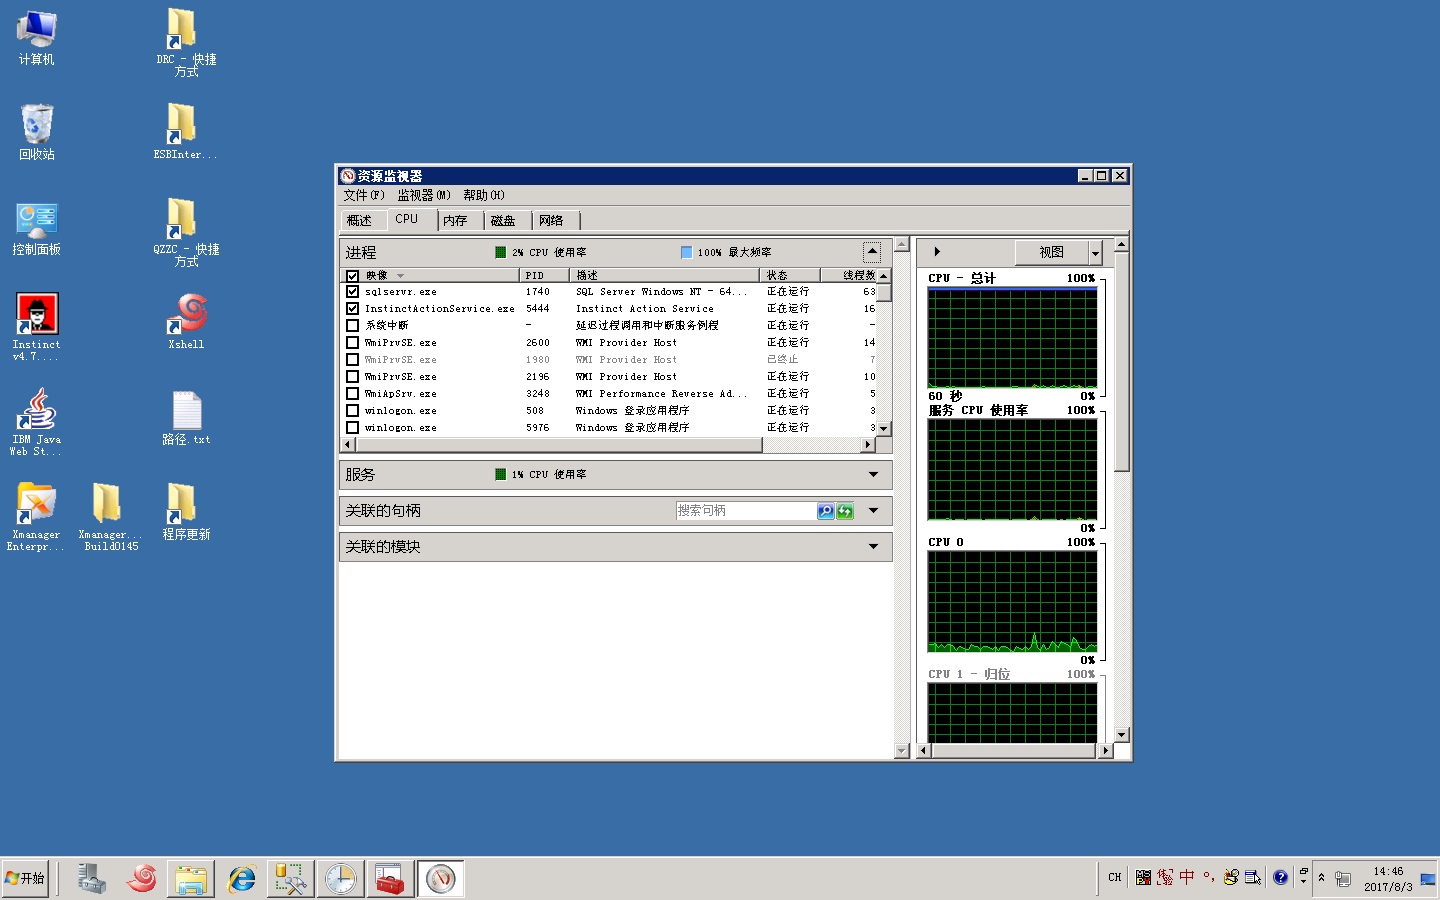 计算机
DRC - 快捷
方式
回收站
ESBInter...
控制面板
QZZC - 快捷
方式
Instinct
v4.7....
Xshell
IBM Java
Web St...
路径.txt
Xmanager
Enterpr...
Xmanager...
Build0145
程序更新
资源监视器
文件(F) 监视器(M) 帮助(H)
概述 CPU 内存 磁盘 网络
进程 2% CPU 使用率 100% 最大频率
映像 PID 描述 状态 线程数
sqlservr.exe 1740 SQL Server Windows NT - 64... 正在运行 63
InstinctActionService.exe 5444 Instinct Action Service 正在运行 16
系统中断 - 延迟过程调用和中断服务例程 正在运行 -
WmiPrvSE.exe 2600 WMI Provider Host 正在运行 14
WmiPrvSE.exe 1980 WMI Provider Host 已终止 7
WmiPrvSE.exe 2196 WMI Provider Host 正在运行 10
WmiApSrv.exe 3248 WMI Performance Reverse Ad... 正在运行 5
winlogon.exe 508 Windows 登录应用程序 正在运行 3
winlogon.exe 5976 Windows 登录应用程序 正在运行 3
服务 1% CPU 使用率
关联的句柄 搜索句柄
关联的模块
视图
CPU - 总计 100%
60 秒 0%
服务 CPU 使用率 100%
0%
CPU 0 100%
0%
CPU 1 - 归位 100%
开始
CH
中
14:46
2017/8/3